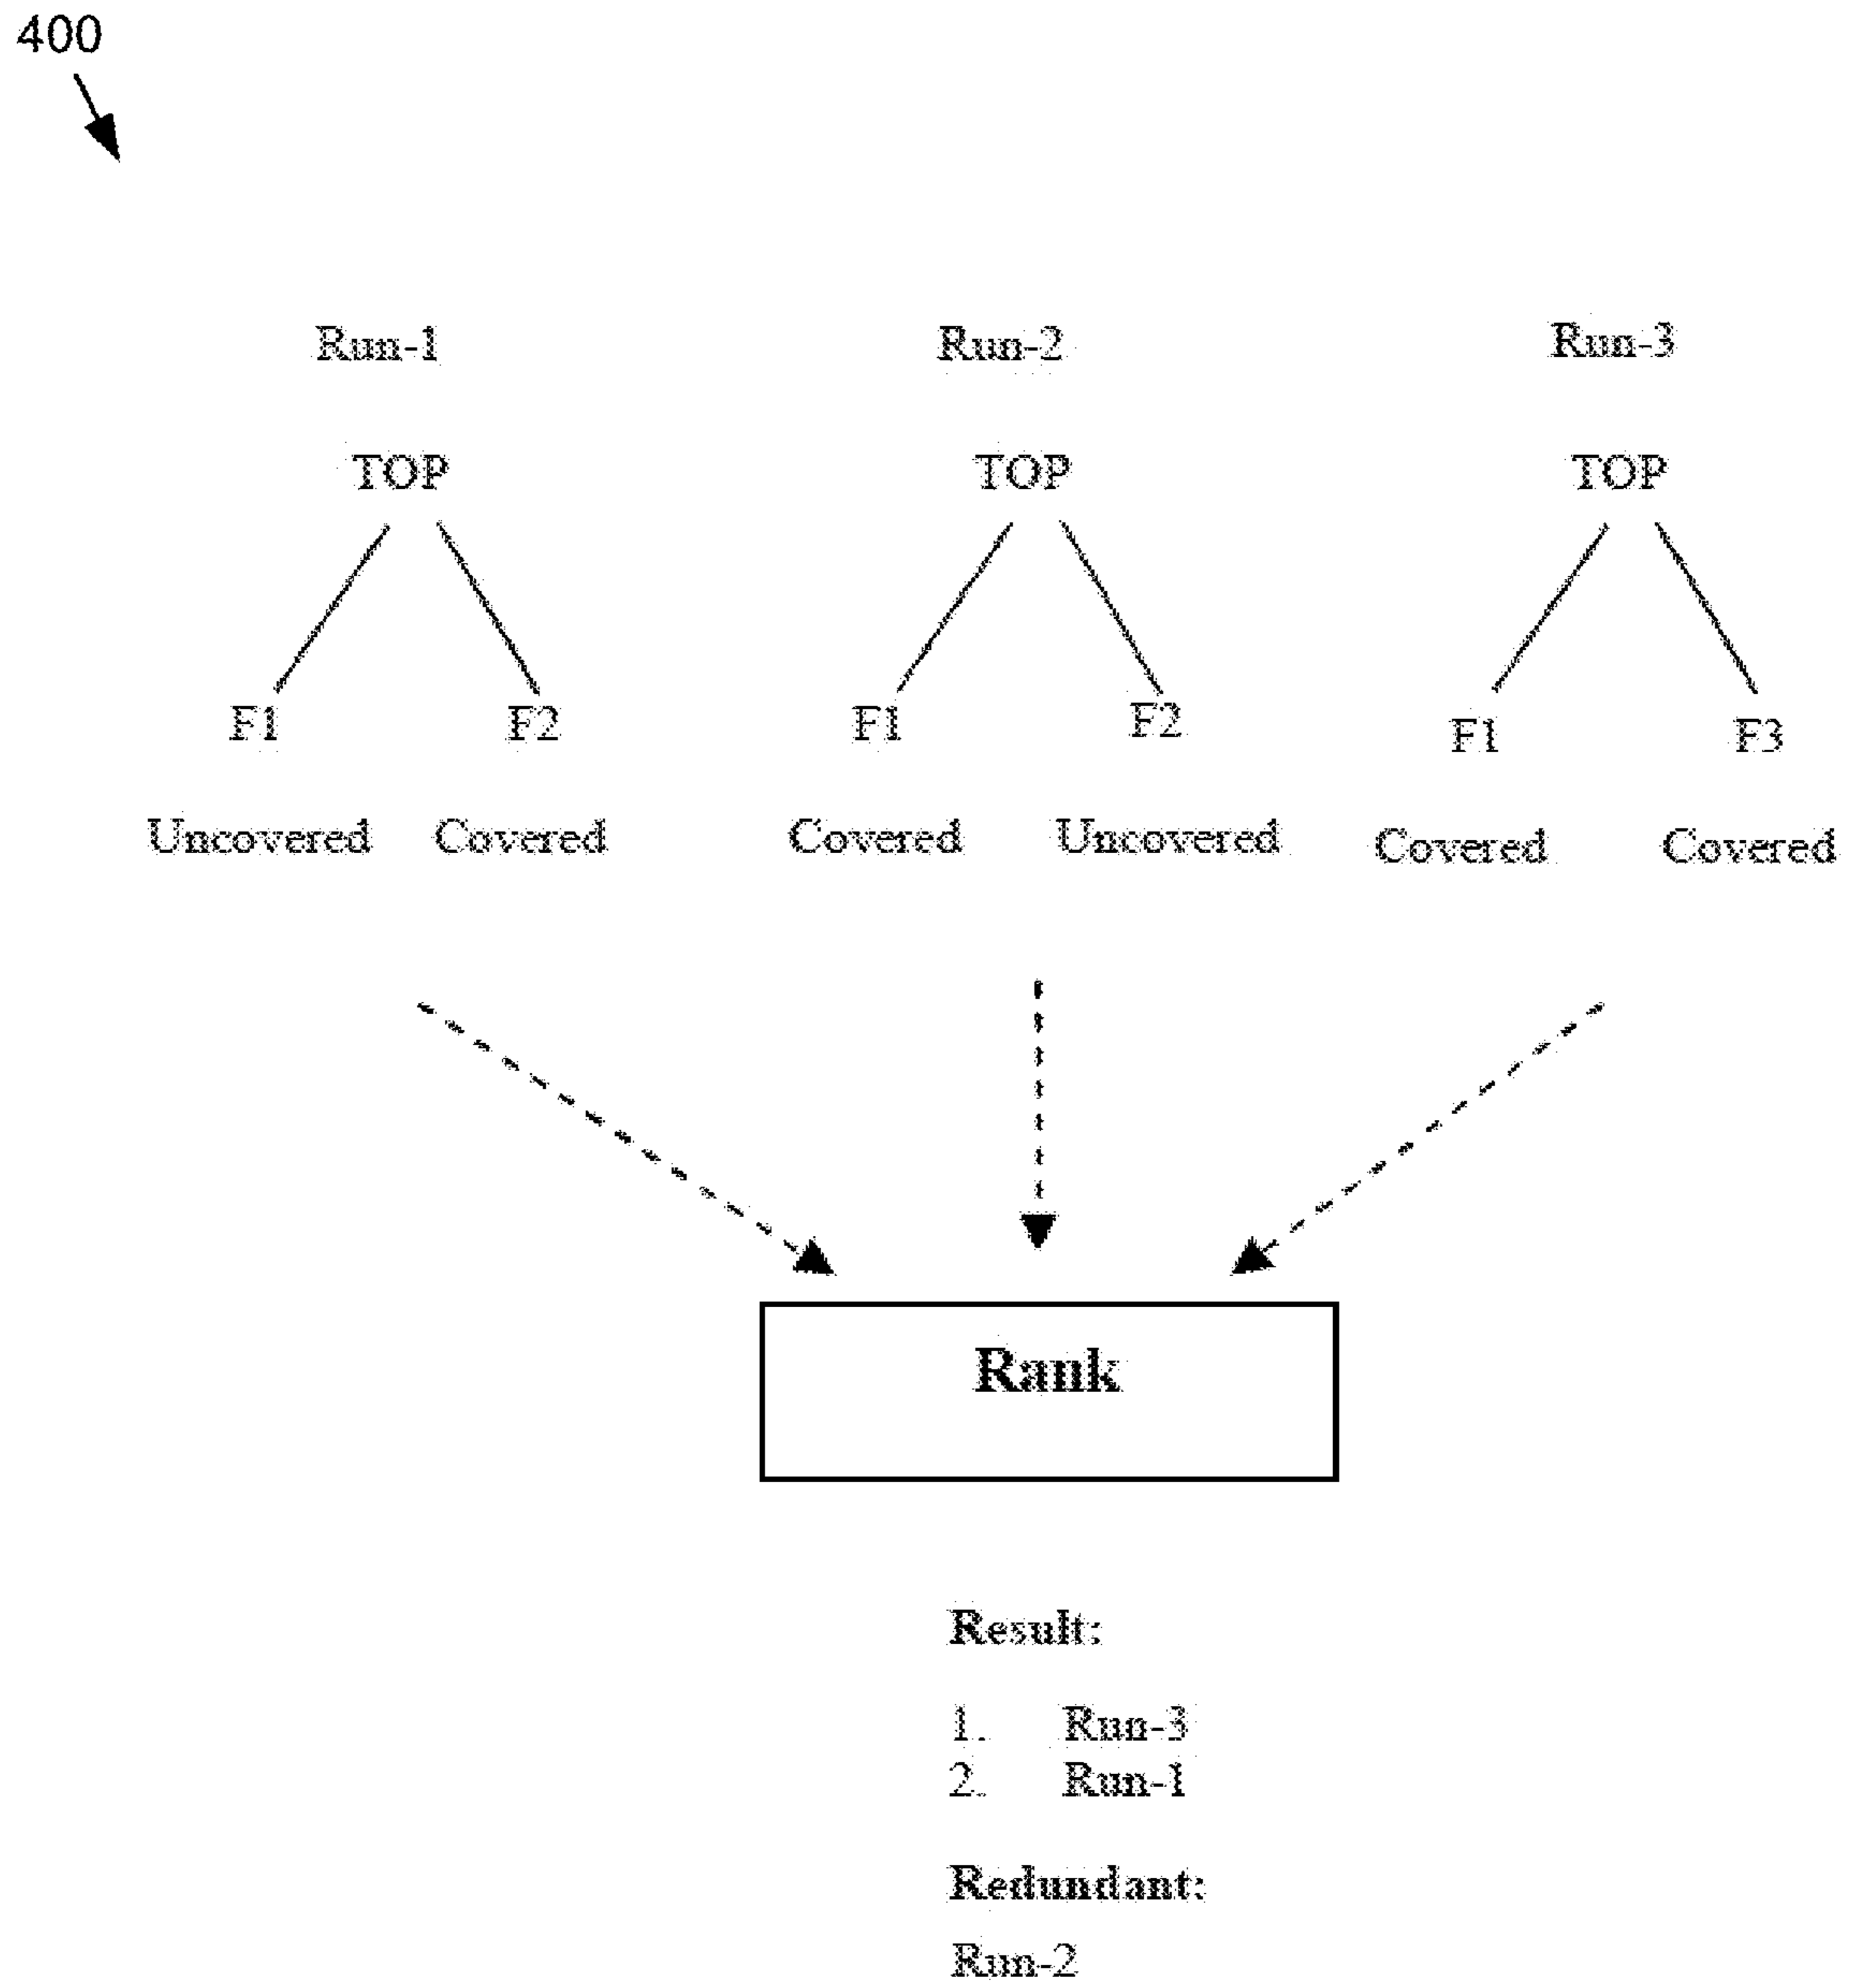 400
Run-1 Run-2 Run-3
TOP TOP TOP
F1 F2 F1 F2 F1 F3
Uncovered Covered Covered Uncovered Covered Covered
Rank
Result:
1. Run-3
2. Run-1
Redundant:
Run-2